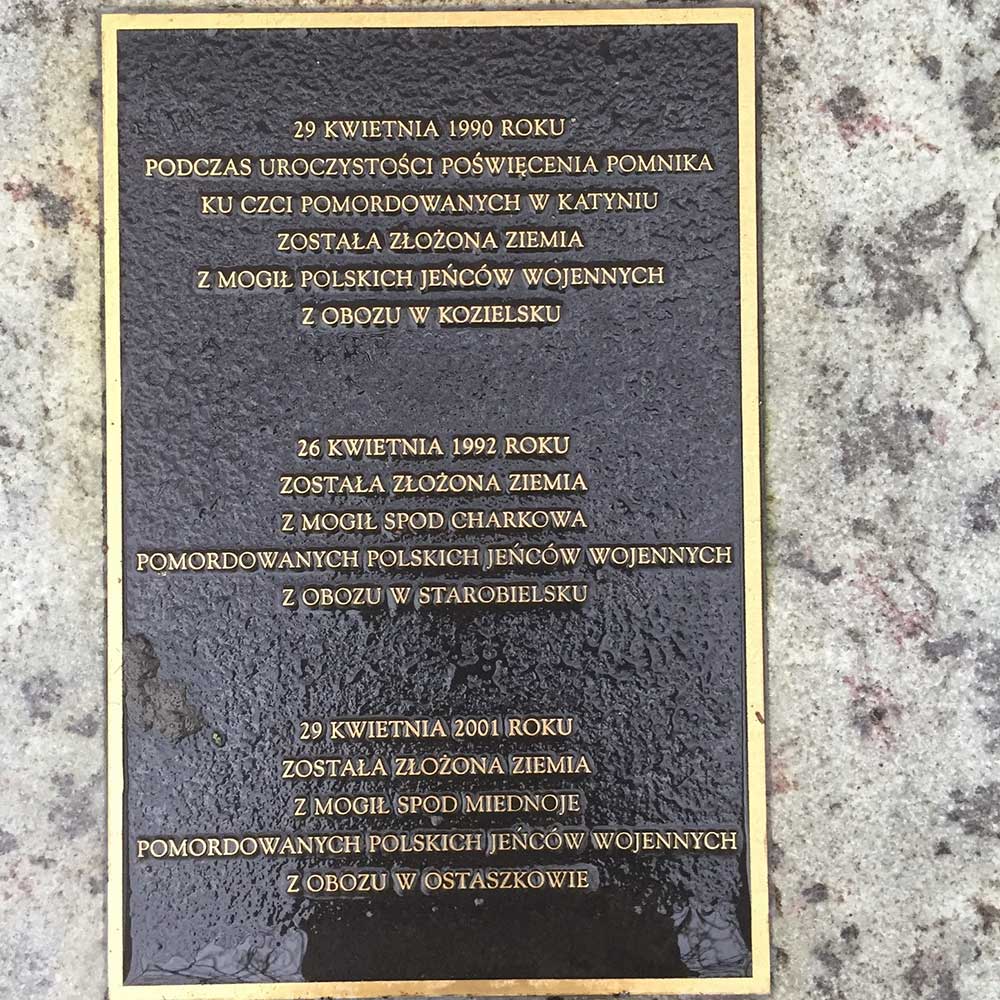 29 KWIETNIA 1990 ROKU
PODCZAS UROCZYSTOŚCI POŚWIĘCENIA POMNIKA
KU CZCI POMORDOWANYCH W KATYNIU
ZOSTAŁA ZŁOŻONA ZIEMIA
Z MOGIŁ POLSKICH JEŃCÓW WOJENNYCH
Z OBOZU W KOZIELSKU
26 KWIETNIA 1992 ROKU
ZOSTAŁA ZŁOŻONA ZIEMIA
Z MOGIŁ SPOD CHARKOWA
POMORDOWANYCH POLSKICH JEŃCÓW WOJENNYCH
Z OBOZU W STAROBIELSKU
29 KWIETNIA 2001 ROKU
ZOSTAŁA ZŁOŻONA ZIEMIA
Z MOGIŁ SPOD MIEDNOJE
POMORDOWANYCH POLSKICH JEŃCÓW WOJENNYCH
Z OBOZU W OSTASZKOWIE